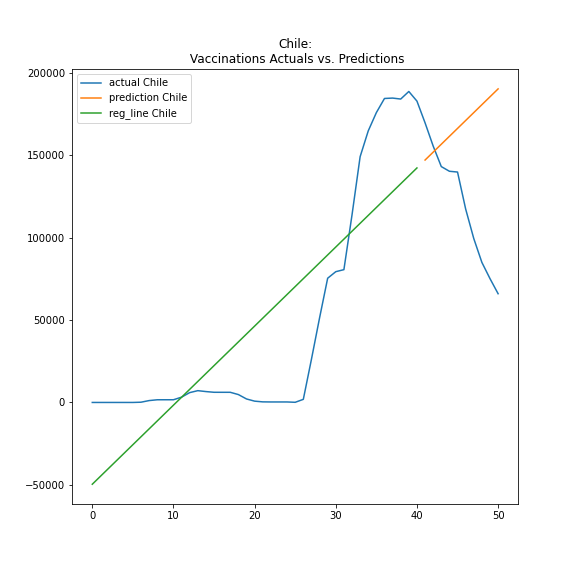 Chile:
Vaccinations Actuals vs. Predictions
actual Chile
prediction Chile
reg_line Chile
200000
150000
100000
50000
0
−50000
0 10 20 30 40 50